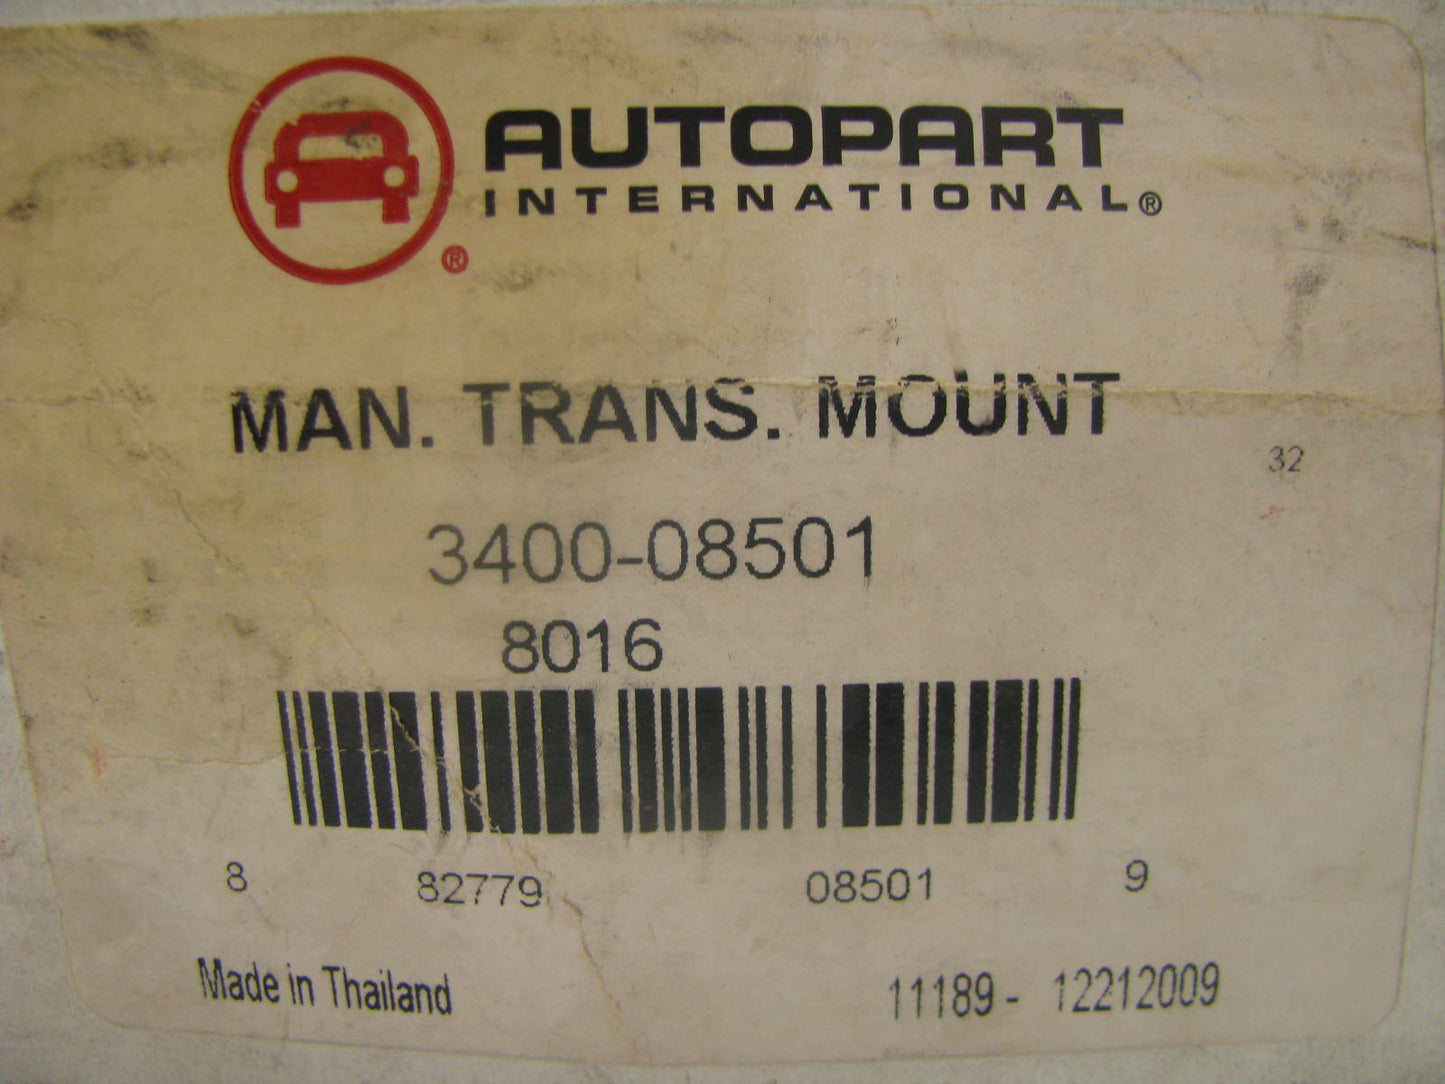 AUTOPART
INTERNATIONAL®
®
MAN. TRANS. MOUNT
32
3400-08501
8016
8 82779 08501 9
Made in Thailand 11189- 12212009